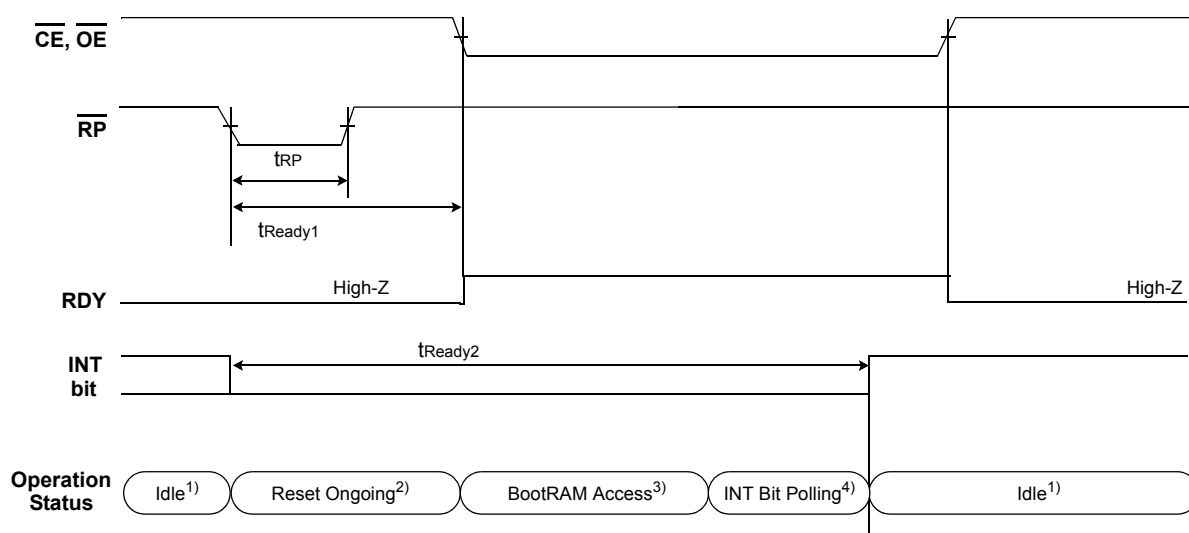 CE, OE
RP
tRP
tReady1
High-Z
RDY
High-Z
tReady2
INT
bit
Operation
Status
Idle1)
Reset Ongoing2)
BootRAM Access3)
INT Bit Polling4)
Idle1)